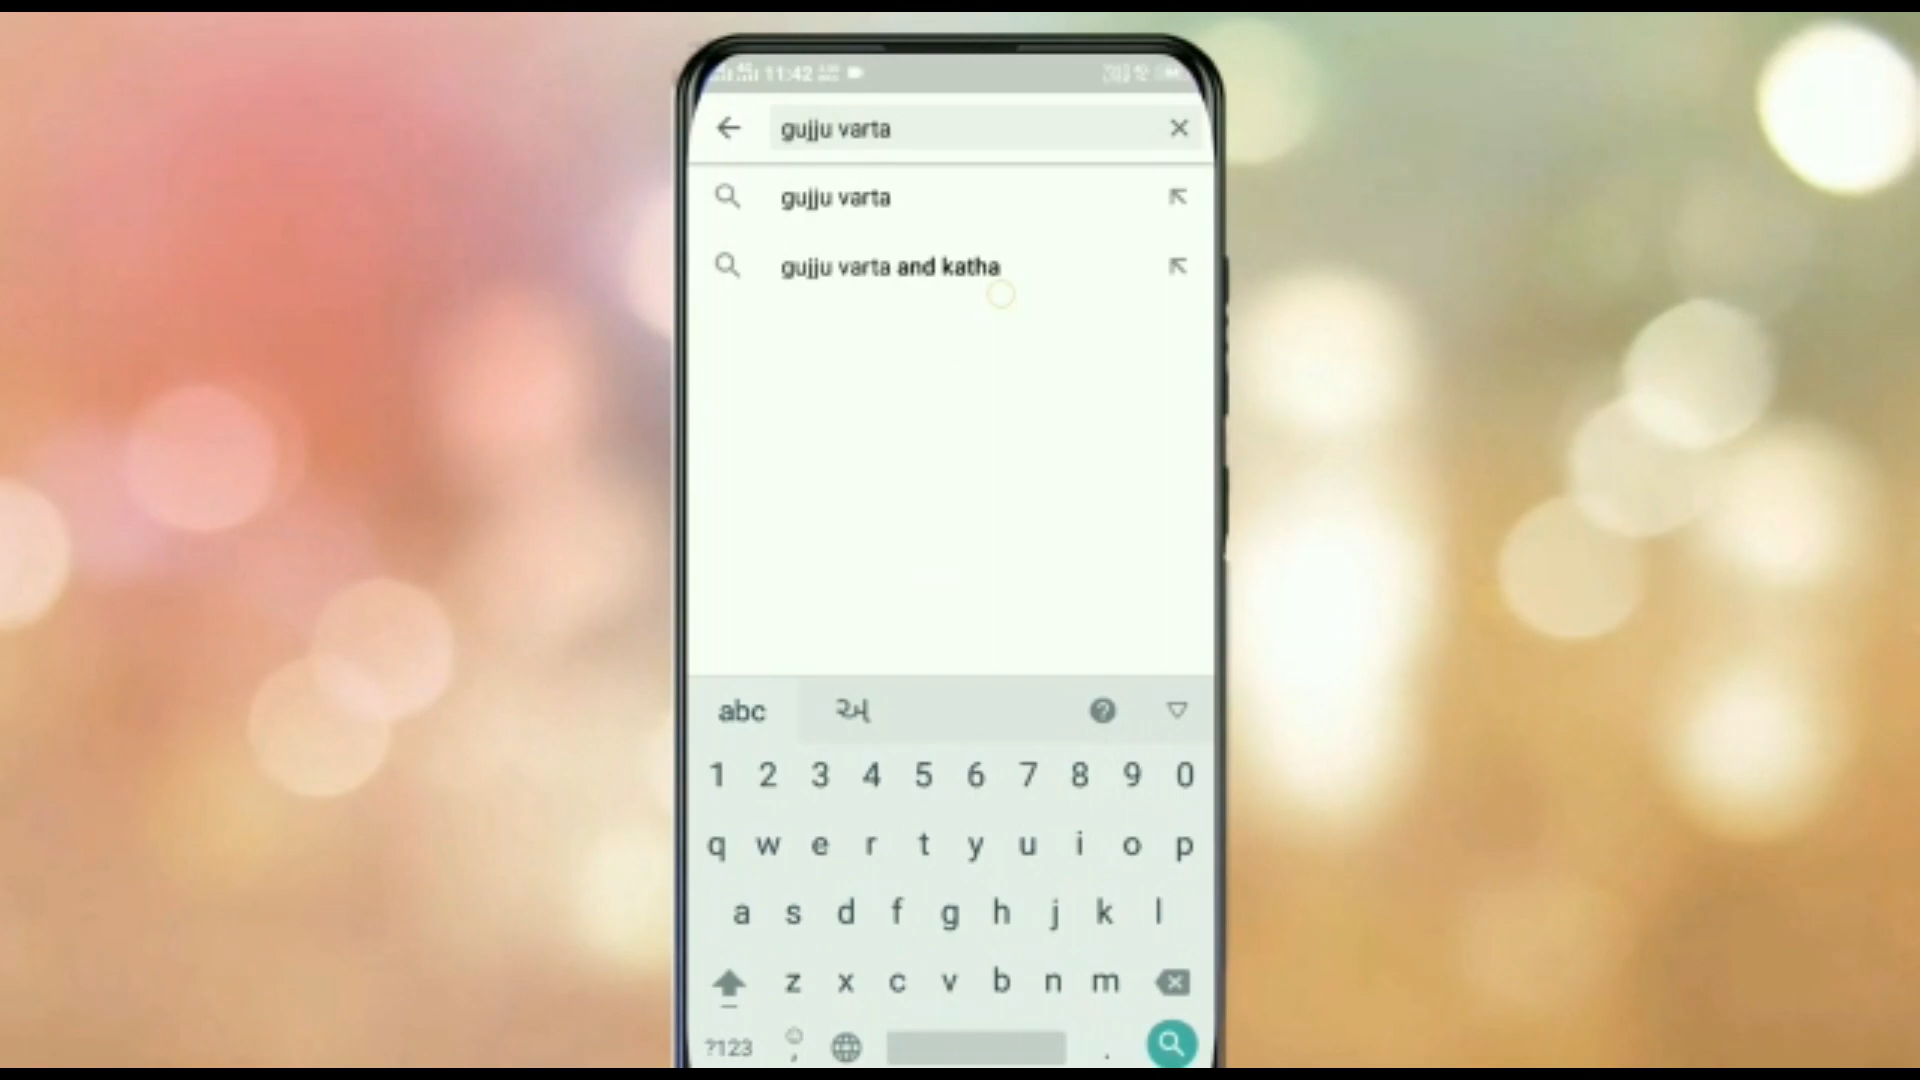 11:42
gujju varta
gujju varta
gujju varta and katha
abc અ
1 2 3 4 5 6 7 8 9 0
q w e r t y u i o p
a s d f g h j k l
z x c v b n m
?123 , .